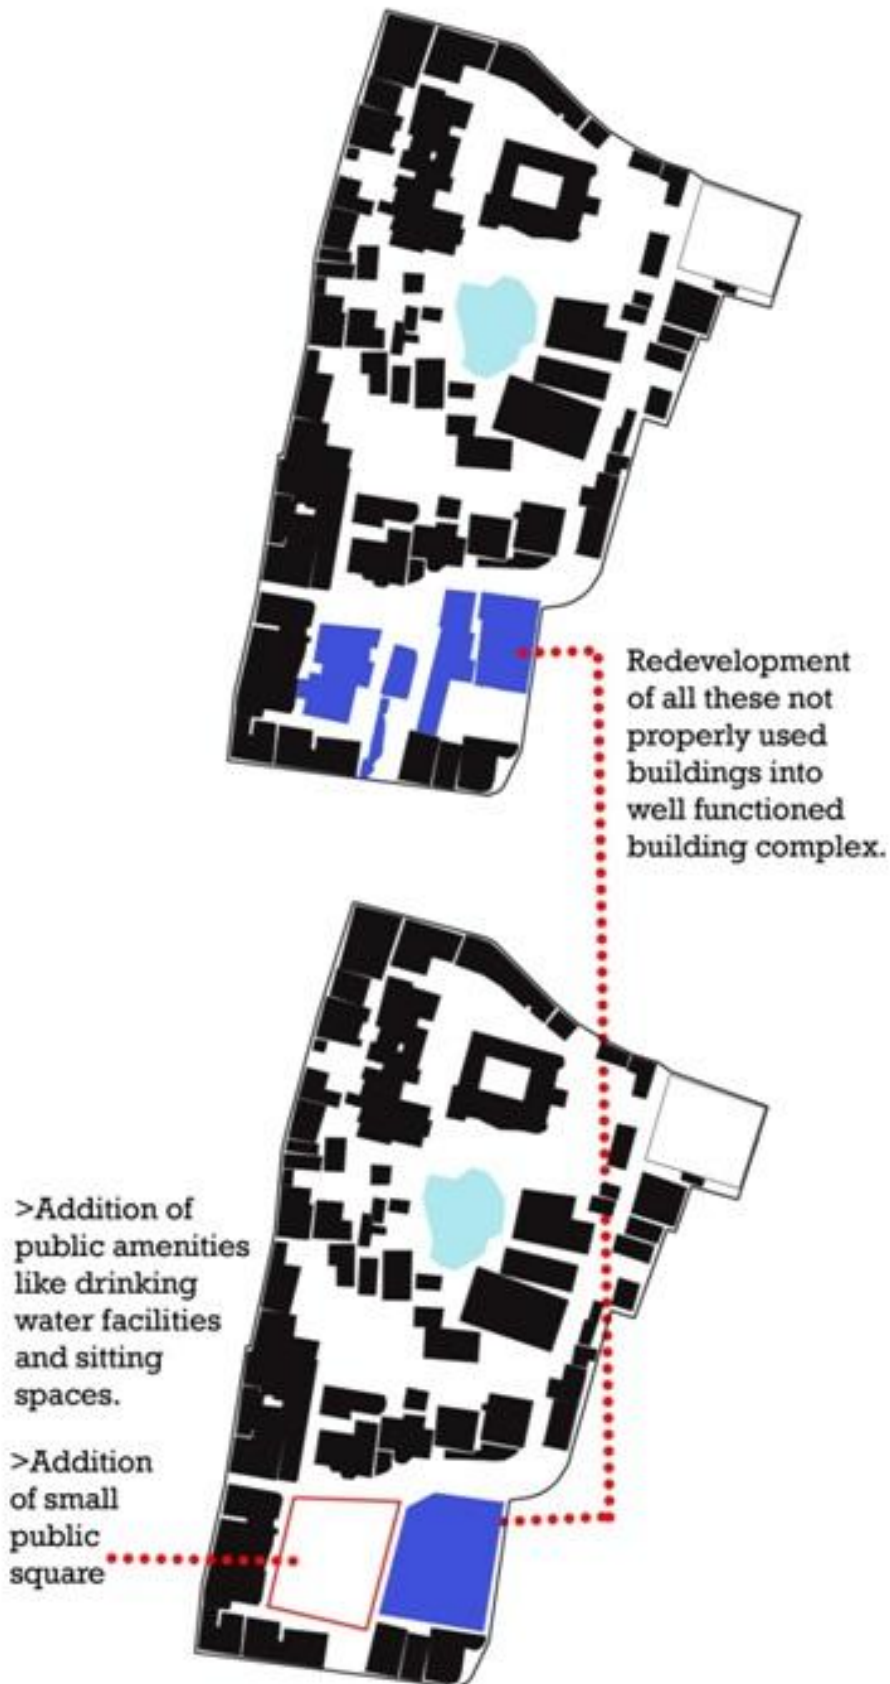 Redevelopment
of all these not
properly used
buildings into
well functioned
building complex.
>Addition of
public amenities
like drinking
water facilities
and sitting
spaces.
>Addition
of small
public
square